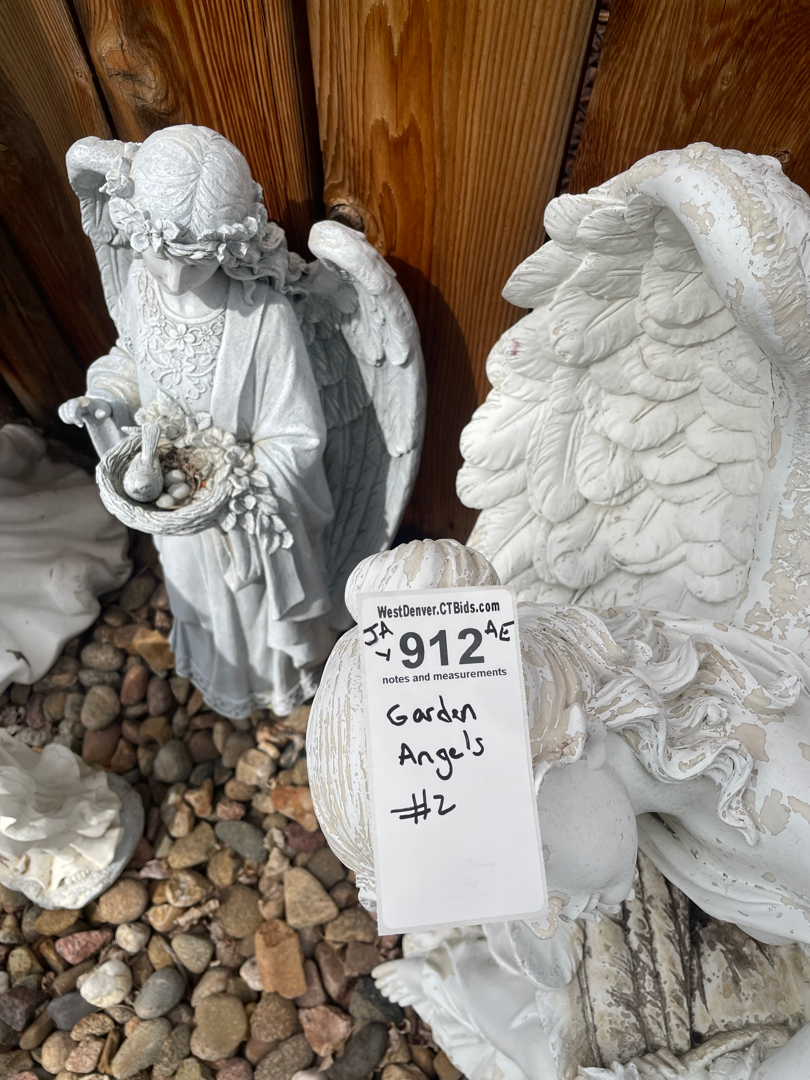 WestDenver.CTBids.com
JA 912 AE
notes and measurements
Garden
Angels
#2